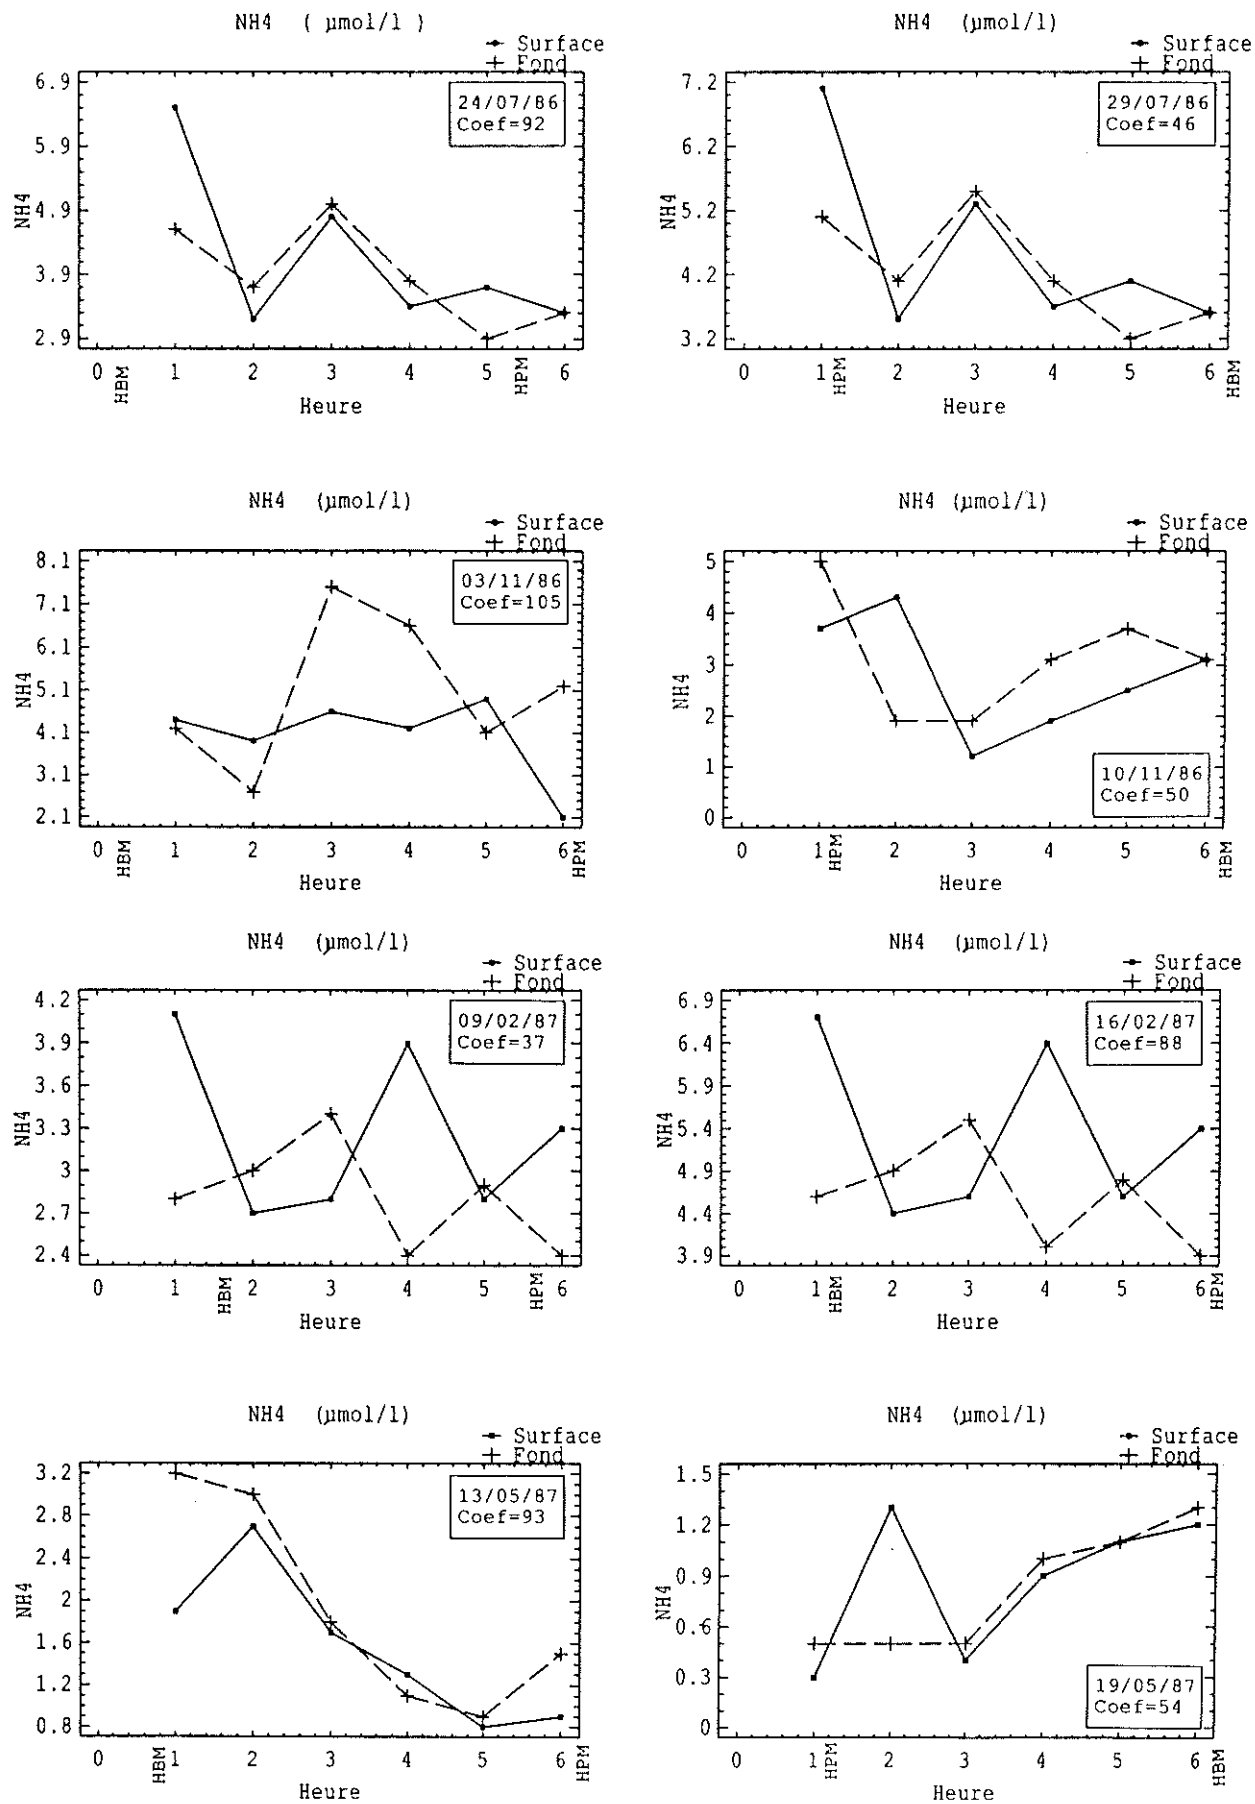 NH4 ( µmol/l )
Surface
Fond
24/07/86
Coef=92
6.9
5.9
4.9
3.9
2.9
NH4
0 1 2 3 4 5 6
HBM
HPM
Heure
NH4 (µmol/l)
Surface
Fond
29/07/86
Coef=46
7.2
6.2
5.2
4.2
3.2
NH4
0 1 2 3 4 5 6
HPM
HBM
Heure
NH4 (µmol/l)
Surface
Fond
03/11/86
Coef=105
8.1
7.1
6.1
5.1
4.1
3.1
2.1
NH4
0 1 2 3 4 5 6
HBM
HPM
Heure
NH4 (µmol/l)
Surface
Fond
10/11/86
Coef=50
5
4
3
2
1
0
NH4
0 1 2 3 4 5 6
HPM
HBM
Heure
NH4 (µmol/l)
Surface
Fond
09/02/87
Coef=37
4.2
3.9
3.6
3.3
3
2.7
2.4
NH4
0 1 2 3 4 5 6
HBM
HPM
Heure
NH4 (µmol/l)
Surface
Fond
16/02/87
Coef=88
6.9
6.4
5.9
5.4
4.9
4.4
3.9
NH4
0 1 2 3 4 5 6
HBM
HPM
Heure
NH4 (µmol/l)
Surface
Fond
13/05/87
Coef=93
3.2
2.8
2.4
2
1.6
1.2
0.8
NH4
0 1 2 3 4 5 6
HBM
HPM
Heure
NH4 (µmol/l)
Surface
Fond
19/05/87
Coef=54
1.5
1.2
0.9
0.6
0.3
0
NH4
0 1 2 3 4 5 6
HPM
HBM
Heure